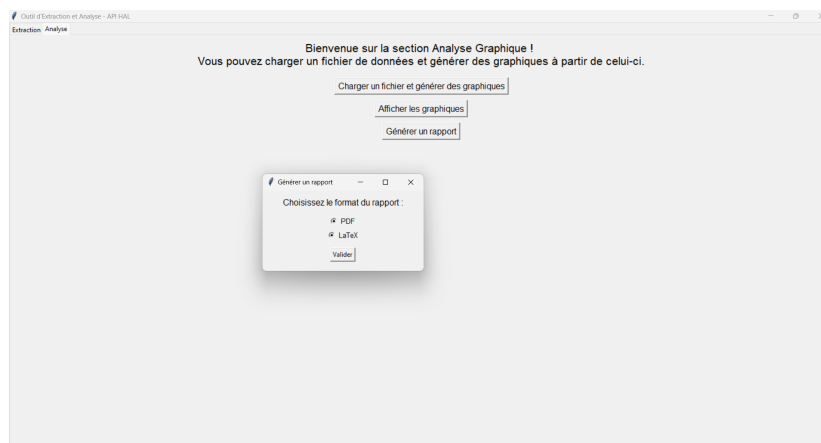 Outil d'Extraction et Analyse - API HAL
Extraction Analyse
Bienvenue sur la section Analyse Graphique !
Vous pouvez charger un fichier de données et générer des graphiques à partir de celui-ci.
Charger un fichier et générer des graphiques
Afficher les graphiques
Générer un rapport
Générer un rapport
Choisissez le format du rapport :
PDF
LaTeX
Valider